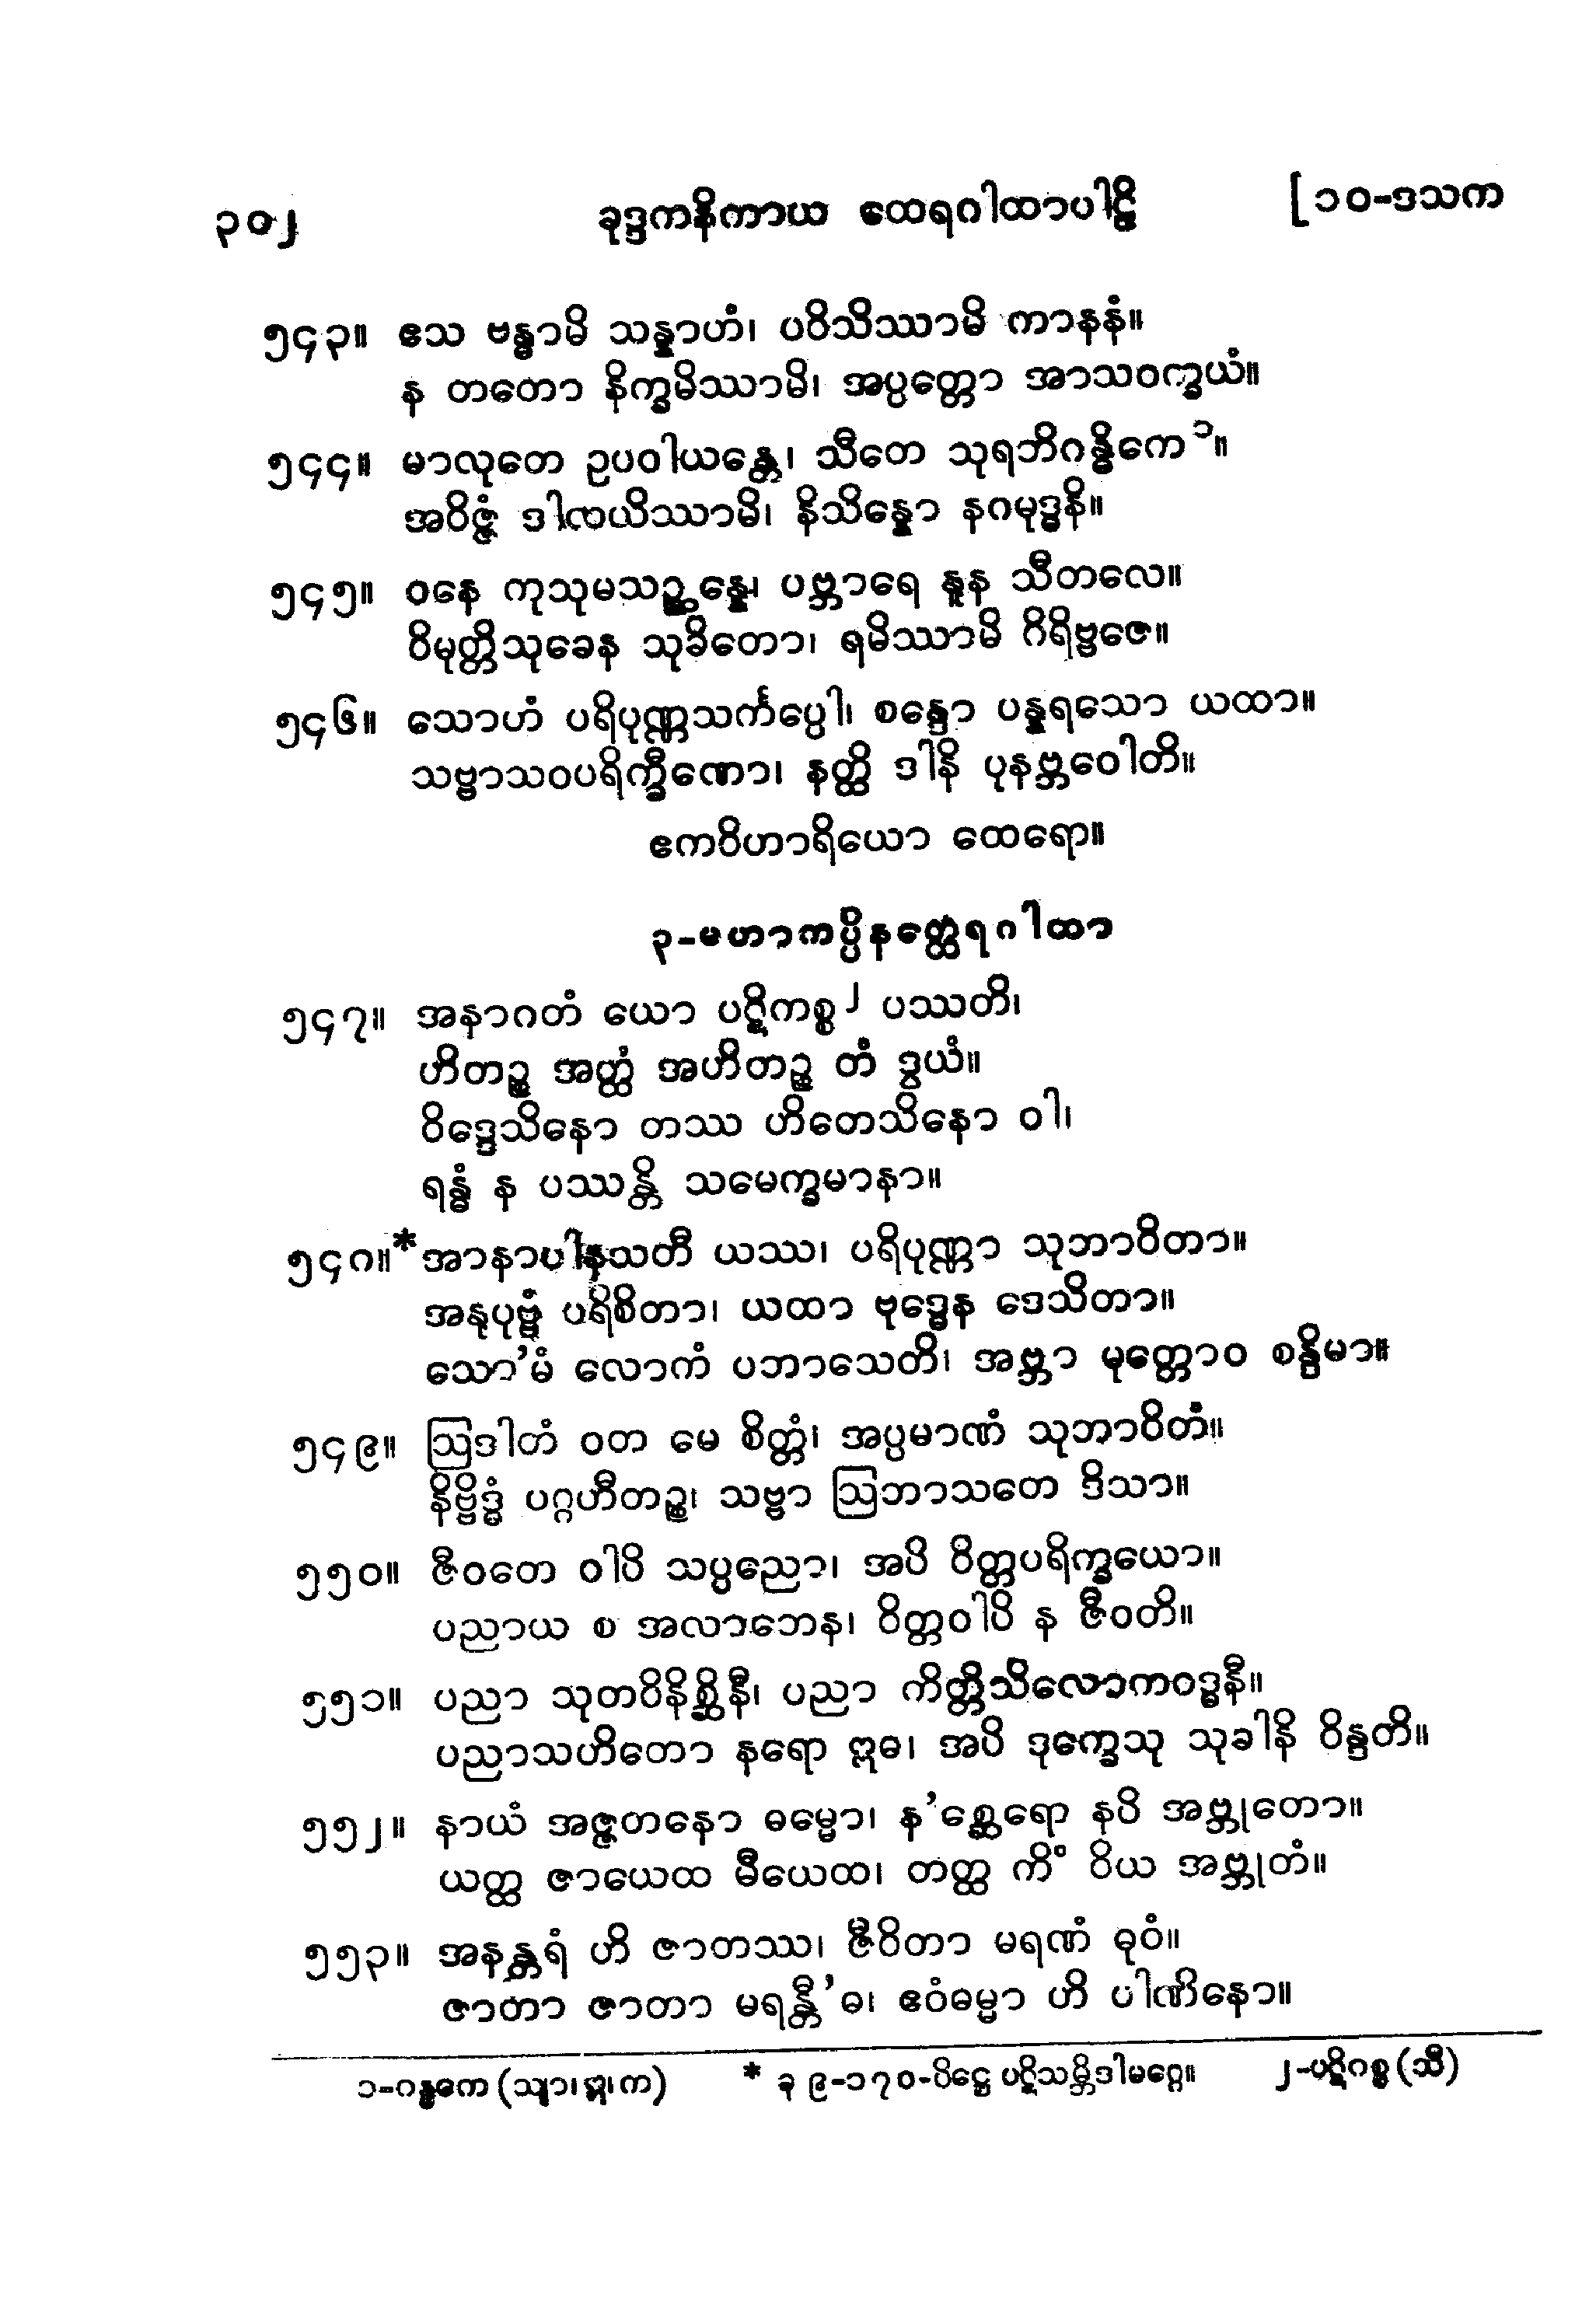 ၃၀၂ ခုဒ္ဒကနိကာယ ထေရဂါထာပါဠိ [၁၀-ဒသက
၅၄၃။ ဧသ ဗန္ဓာမိ သန္နာဟံ၊ ပဝိသိဿာမိ ကာနနံ။
န တတော နိက္ခမိဿာမိ၊ အပ္ပတ္တော အာသဝက္ခယံ။
၅၄၄။ မာလုတေ ဥပဝါယန္တေ၊ သီတေ သုရဘိဂန္ဓိကေ ၁။
အဝိဇ္ဇံ ဒါလယိဿာမိ၊ နိသိန္နော နဂမုဒ္ဓနိ။
၅၄၅။ ဝနေ ကုသုမသဉ္ဆန္နေ၊ ပဗ္ဘာရေ နူန သီတလေ။
ဝိမုတ္တိသုခေန သုခိတော၊ ရမိဿာမိ ဂိရိဗ္ဗဇေ။
၅၄၆။ သောဟံ ပရိပုဏ္ဏသင်္ကပ္ပေါ၊ စန္ဒော ပန္နရသော ယထာ။
သဗ္ဗာသဝပရိက္ခီဏော၊ နတ္ထိ ဒါနိ ပုနဗ္ဘဝေါတိ။
ဧကဝိဟာရိယော ထေရော။
၃-မဟာကပ္ပိနတ္ထေရဂါထာ
၅၄၇။ အနာဂတံ ယော ပဋိကစ္စ၂ ပဿတိ၊
ဟိတဉ္စ အတ္ထံ အဟိတဉ္စ တံ ဒွယံ။
ဝိဒ္ဒေသိနော တဿ ဟိတေသိနော ဝါ၊
ရန္ဓံ န ပဿန္တိ သမေက္ခမာနာ။
၅၄၈။*အာနာပါနသတီ ယဿ၊ ပရိပုဏ္ဏာ သုဘာဝိတာ။
အနုပုဗ္ဗံ ပရိစိတာ၊ ယထာ ဗုဒ္ဓေန ဒေသိတာ။
သော’မံ လောကံ ပဘာသေတိ၊ အဗ္ဘာ မုတ္တောဝ စန္ဒိမာ။
၅၄၉။ ဩဒါတံ ဝတ မေ စိတ္တံ၊ အပ္ပမာဏံ သုဘာဝိတံ။
နိဗ္ဗိဒ္ဓံ ပဂ္ဂဟီတဉ္စ၊ သဗ္ဗာ ဩဘာသတေ ဒိသာ။
၅၅၀။ ဇီဝတေ ဝါပိ သပ္ပညော၊ အပိ ဝိတ္တပရိက္ခယော။
ပညာယ စ အလာဘေန၊ ဝိတ္တဝါပိ န ဇီဝတိ။
၅၅၁။ ပညာ သုတဝိနိစ္ဆိနီ၊ ပညာ ကိတ္တိသိလောကဝဒ္ဓနီ။
ပညာသဟိတော နရော ဣဓ၊ အပိ ဒုက္ခေသု သုခါနိ ဝိန္ဒတိ။
၅၅၂။ နာယံ အဇ္ဇတနော ဓမ္မော၊ န’စ္ဆေရော နပိ အဗ္ဘုတော။
ယတ္ထ ဇာယေထ မီယေထ၊ တတ္ထ ကိံ ဝိယ အဗ္ဘုတံ။
၅၅၃။ အနန္တရံ ဟိ ဇာတဿ၊ ဇီဝိတာ မရဏံ ဓုဝံ။
ဇာတာ ဇာတာ မရန္တီ’ဓ၊ ဧဝံဓမ္မာ ဟိ ပါဏိနော။
၁-ဂန္ဓကေ (သျာ၊ ဣ၊ က) * ခု ၉-၁၇၀-ပိဋ္ဌေ ပဋိသမ္ဘိဒါမဂ္ဂေ။ ၂-ပဋိဂစ္စ (သီ)